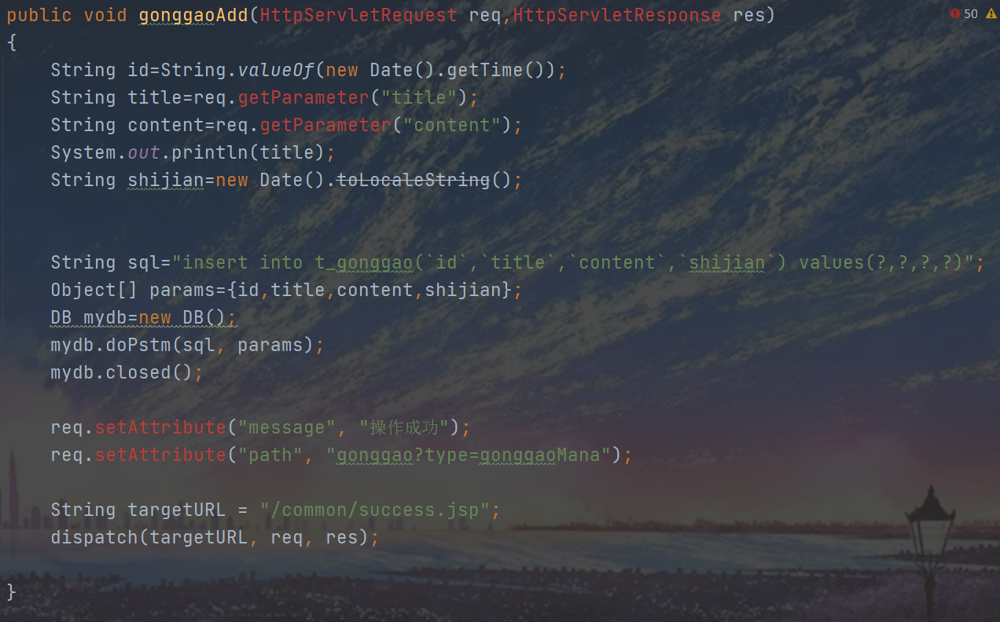 public void gonggaoAdd(HttpServletRequest req,HttpServletResponse res)
50
{
String id=String.valueOf(new Date().getTime());
String title=req.getParameter("title");
String content=req.getParameter("content");
System.out.println(title);
String shijian=new Date().toLocaleString();
String sql="insert into t_gonggao(`id`,`title`,`content`,`shijian`) values(?,?,?,?)";
Object[] params={id,title,content,shijian};
DB mydb=new DB();
mydb.doPstm(sql, params);
mydb.closed();
req.setAttribute("message", "操作成功");
req.setAttribute("path", "gonggao?type=gonggaoMana");
String targetURL = "/common/success.jsp";
dispatch(targetURL, req, res);
}